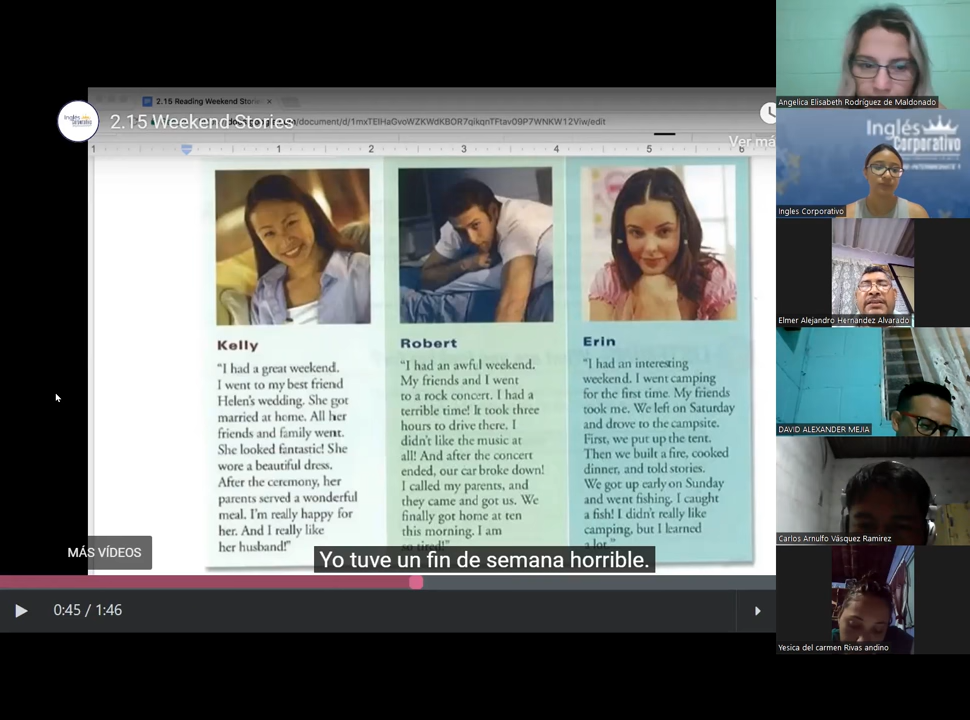 2.15 Reading Weekend Storie
2.15 Weekend Stories
document/d/1mxTElHaGvoWZKWdKBOR7qikqnTFtav09P7WNKW12Viw/edit
Ver má
1 1 2 3 4 5 6
Kelly
"I had a great weekend.
I went to my best friend
Helen's wedding. She got
married at home. All her
friends and family went.
She looked fantastic! She
wore a beautiful dress.
After the ceremony, her
parents served a wonderful
meal. I'm really happy for
her. And I really like
her husband!"
Robert
"I had an awful weekend.
My friends and I went
to a rock concert. I had a
terrible time! It took three
hours to drive there. I
didn't like the music at
all! And after the concert
ended, our car broke down!
I called my parents, and
they came and got us. We
finally got home at ten
this morning. I am
so tired!"
Erin
"I had an interesting
weekend. I went camping
for the first time. My friends
took me. We left on Saturday
and drove to the campsite.
First, we put up the tent.
Then we built a fire, cooked
dinner, and told stories.
We got up early on Sunday
and went fishing. I caught
a fish! I didn't really like
camping, but I learned
a lot."
MÁS VÍDEOS
Yo tuve un fin de semana horrible.
0:45 / 1:46
Angelica Elisabeth Rodríguez de Maldonado
Inglés
Corporativo
Ingles Corporativo
Elmer Alejandro Hernández Alvarado
DAVID ALEXANDER MEJIA
Carlos Arnulfo Vásquez Ramirez
Yesica del carmen Rivas andino